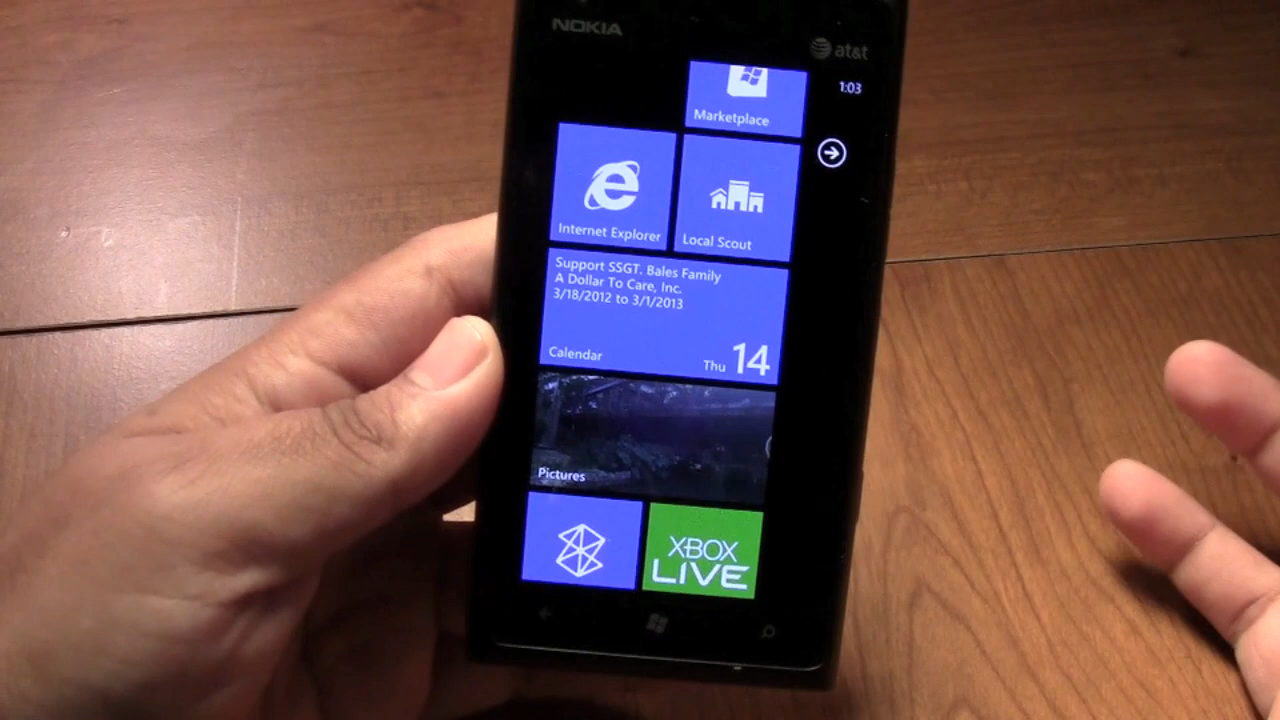 NOKIA
at&t
1:03
Marketplace
Internet Explorer
Local Scout
Support SSGT. Bales Family
A Dollar To Care, Inc.
3/18/2012 to 3/1/2013
Calendar
Thu 14
Pictures
XBOX
LIVE